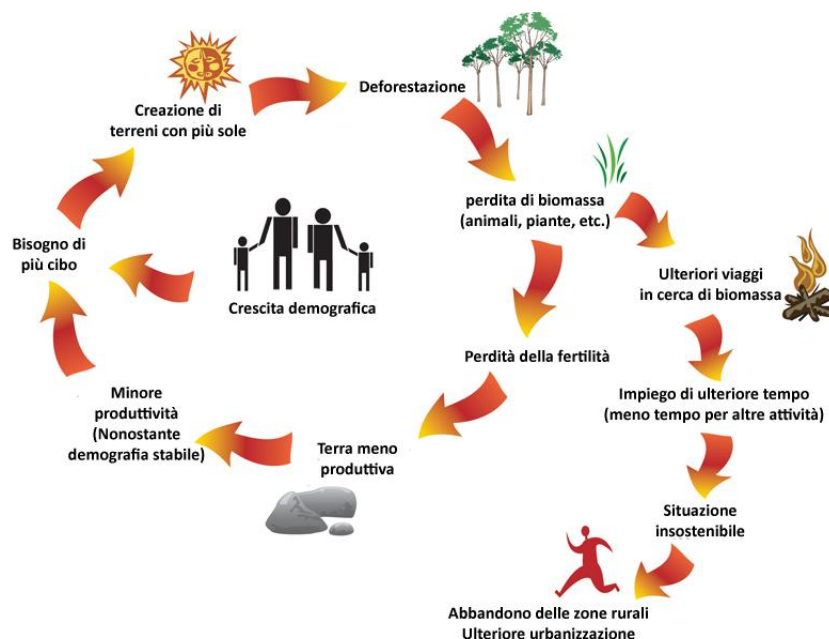 Deforestazione
Creazione di
terreni con più sole
perdita di biomassa
(animali, piante, etc.)
Bisogno di
più cibo
Ulteriori viaggi
in cerca di biomassa
Crescita demografica
Perdità della fertilità
Minore
produttività
(Nonostante
demografia stabile)
Impiego di ulteriore tempo
(meno tempo per altre attività)
Terra meno
produttiva
Situazione
insostenibile
Abbandono delle zone rurali
Ulteriore urbanizzazione